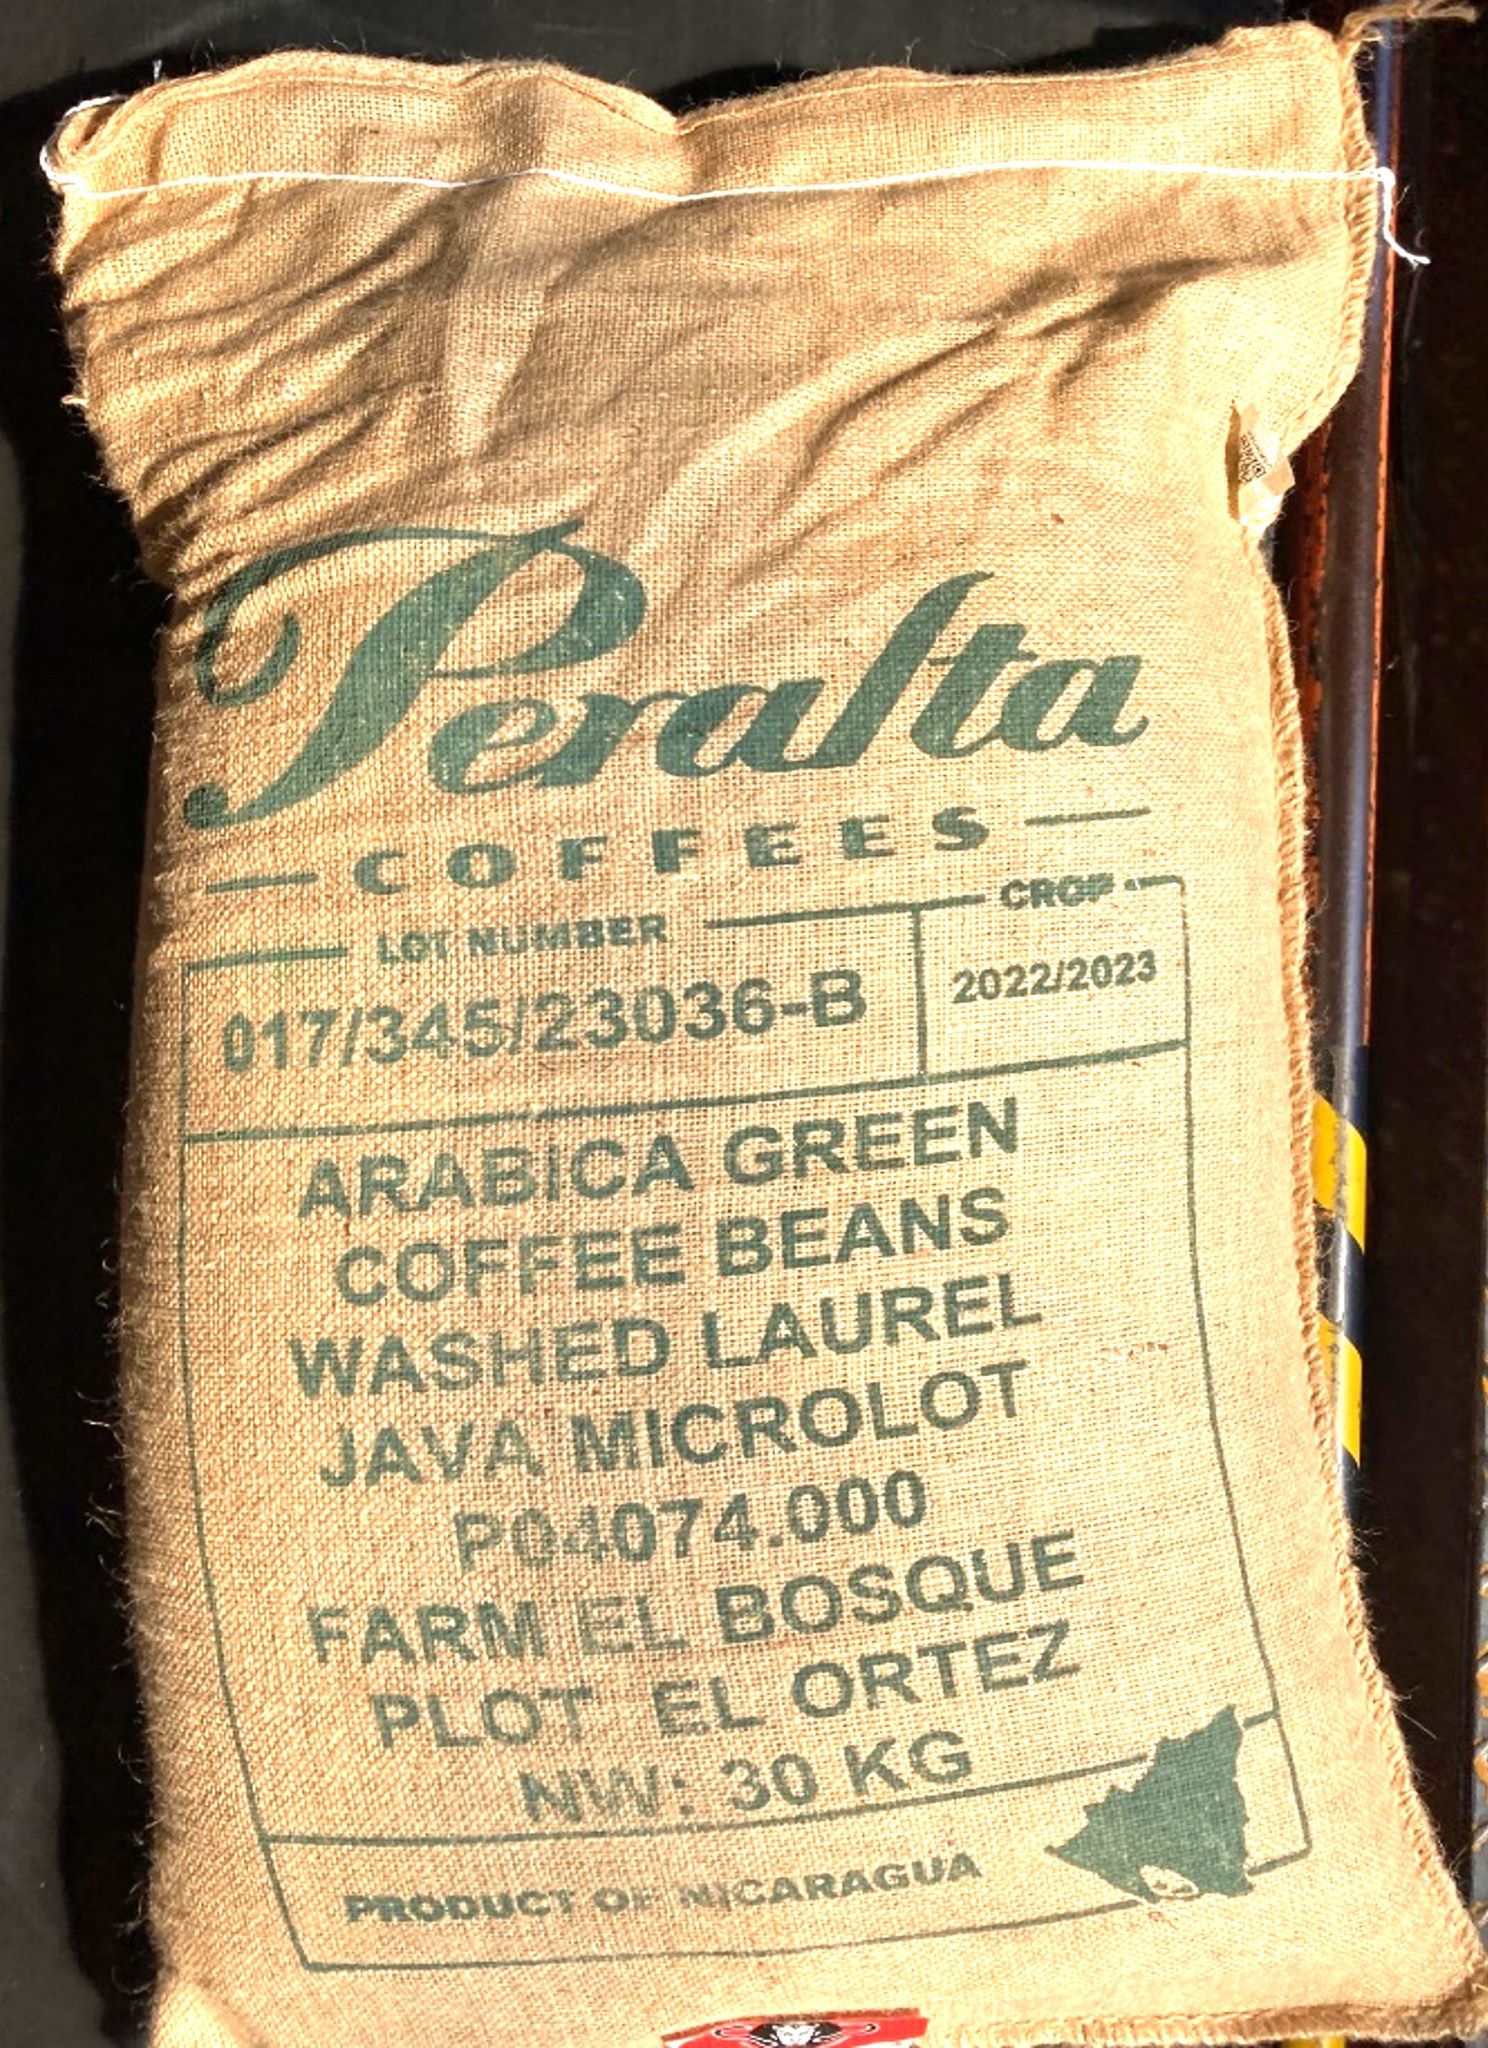 Peralta
COFFEES
LOT NUMBER
CROP
017/345/23036-B
2022/2023
ARABICA GREEN
COFFEE BEANS
WASHED LAUREL
JAVA MICROLOT
P04074.000
FARM EL BOSQUE
PLOT EL ORTEZ
NW: 30 KG
PRODUCT OF NICARAGUA